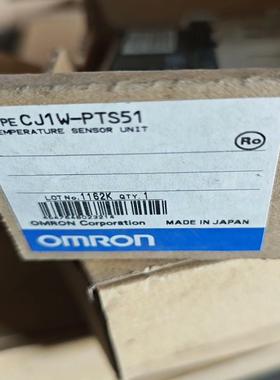 PE CJ1W-PTS51
EMPERATURE SENSOR UNIT
Ro
LOT No. 1162K QTY. 1
OMRON Corporation MADE IN JAPAN
OMRON